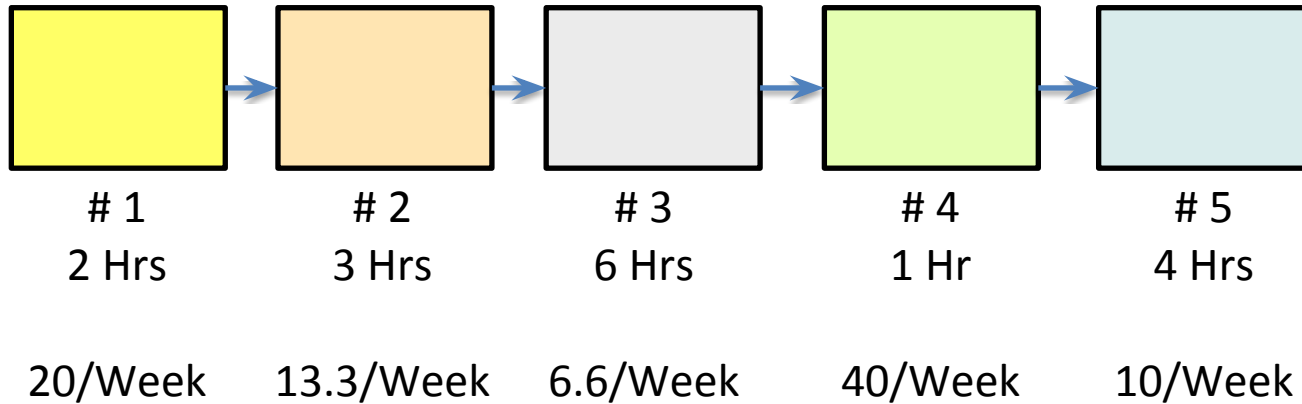 # 1 # 2 # 3 # 4 # 5
2 Hrs 3 Hrs 6 Hrs 1 Hr 4 Hrs
20/Week 13.3/Week 6.6/Week 40/Week 10/Week